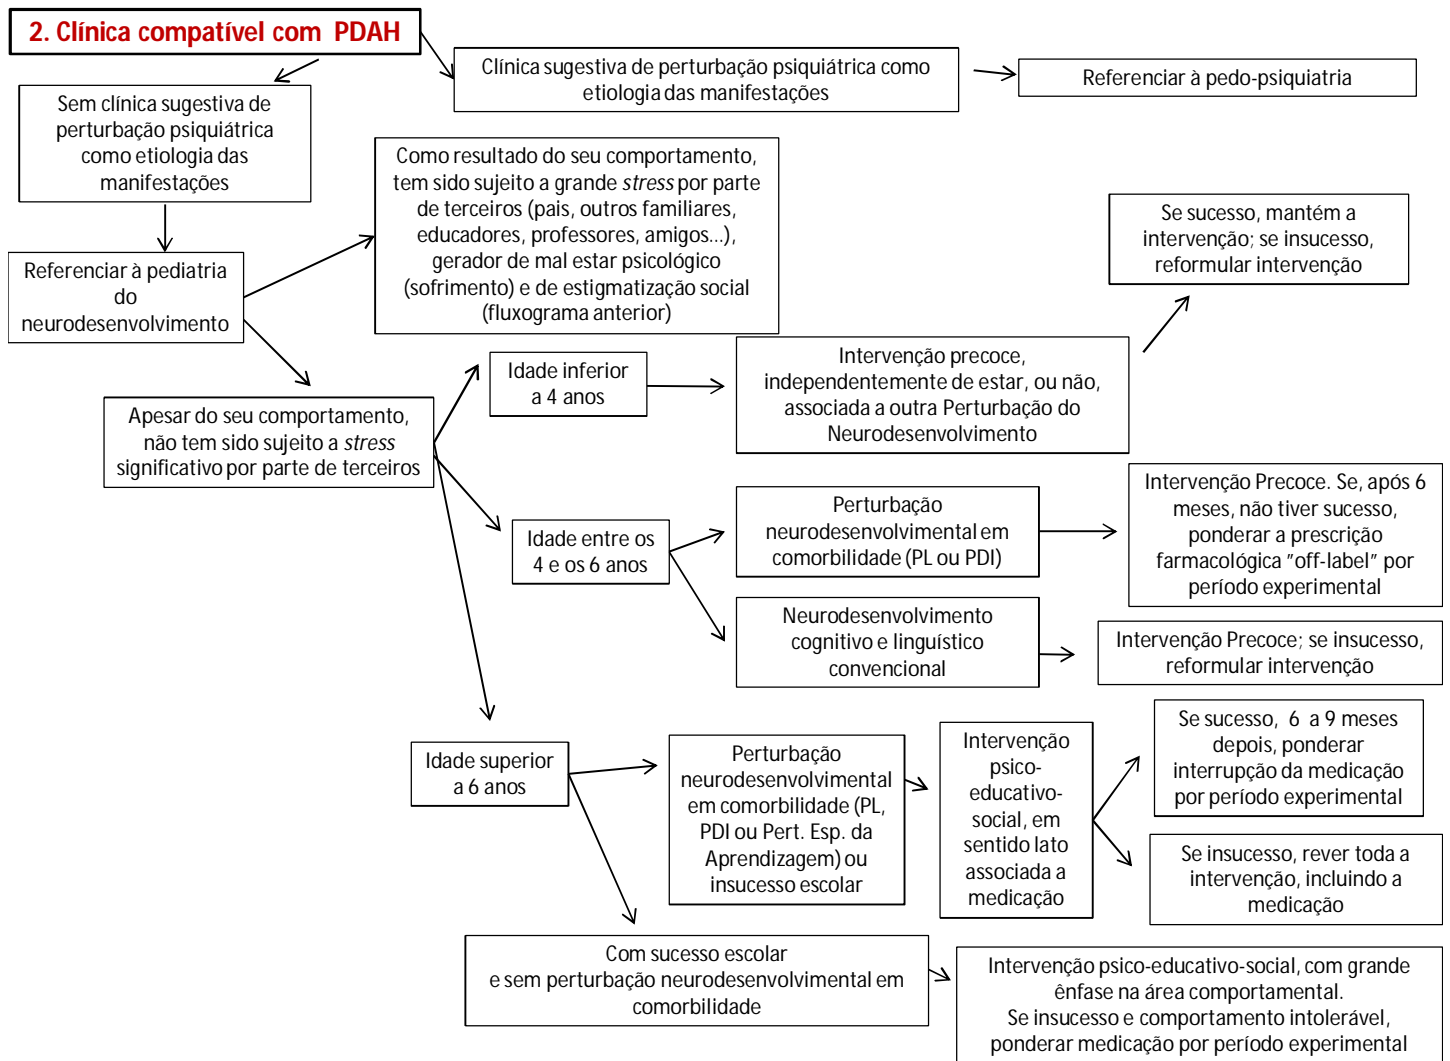 2. Clínica compatível com PDAH
Clínica sugestiva de perturbação psiquiátrica como
etiologia das manifestações
Referenciar à pedo-psiquiatria
Sem clínica sugestiva de
perturbação psiquiátrica
como etiologia das
manifestações
Como resultado do seu comportamento,
tem sido sujeito a grande stress por parte
de terceiros (pais, outros familiares,
educadores, professores, amigos...),
gerador de mal estar psicológico
(sofrimento) e de estigmatização social
(fluxograma anterior)
Referenciar à pediatria
do
neurodesenvolvimento
Apesar do seu comportamento,
não tem sido sujeito a stress
significativo por parte de terceiros
Idade inferior
a 4 anos
Intervenção precoce,
independentemente de estar, ou não,
associada a outra Perturbação do
Neurodesenvolvimento
Se sucesso, mantém a
intervenção; se insucesso,
reformular intervenção
Idade entre os
4 e os 6 anos
Perturbação
neurodesenvolvimental em
comorbilidade (PL ou PDI)
Intervenção Precoce. Se, após 6
meses, não tiver sucesso,
ponderar a prescrição
farmacológica "off-label" por
período experimental
Neurodesenvolvimento
cognitivo e linguístico
convencional
Intervenção Precoce; se insucesso,
reformular intervenção
Idade superior
a 6 anos
Perturbação
neurodesenvolvimental
em comorbilidade (PL,
PDI ou Pert. Esp. da
Aprendizagem) ou
insucesso escolar
Intervenção
psico-
educativo-
social, em
sentido lato
associada a
medicação
Se sucesso, 6 a 9 meses
depois, ponderar
interrupção da medicação
por período experimental
Se insucesso, rever toda a
intervenção, incluindo a
medicação
Com sucesso escolar
e sem perturbação neurodesenvolvimental em
comorbilidade
Intervenção psico-educativo-social, com grande
ênfase na área comportamental.
Se insucesso e comportamento intolerável,
ponderar medicação por período experimental